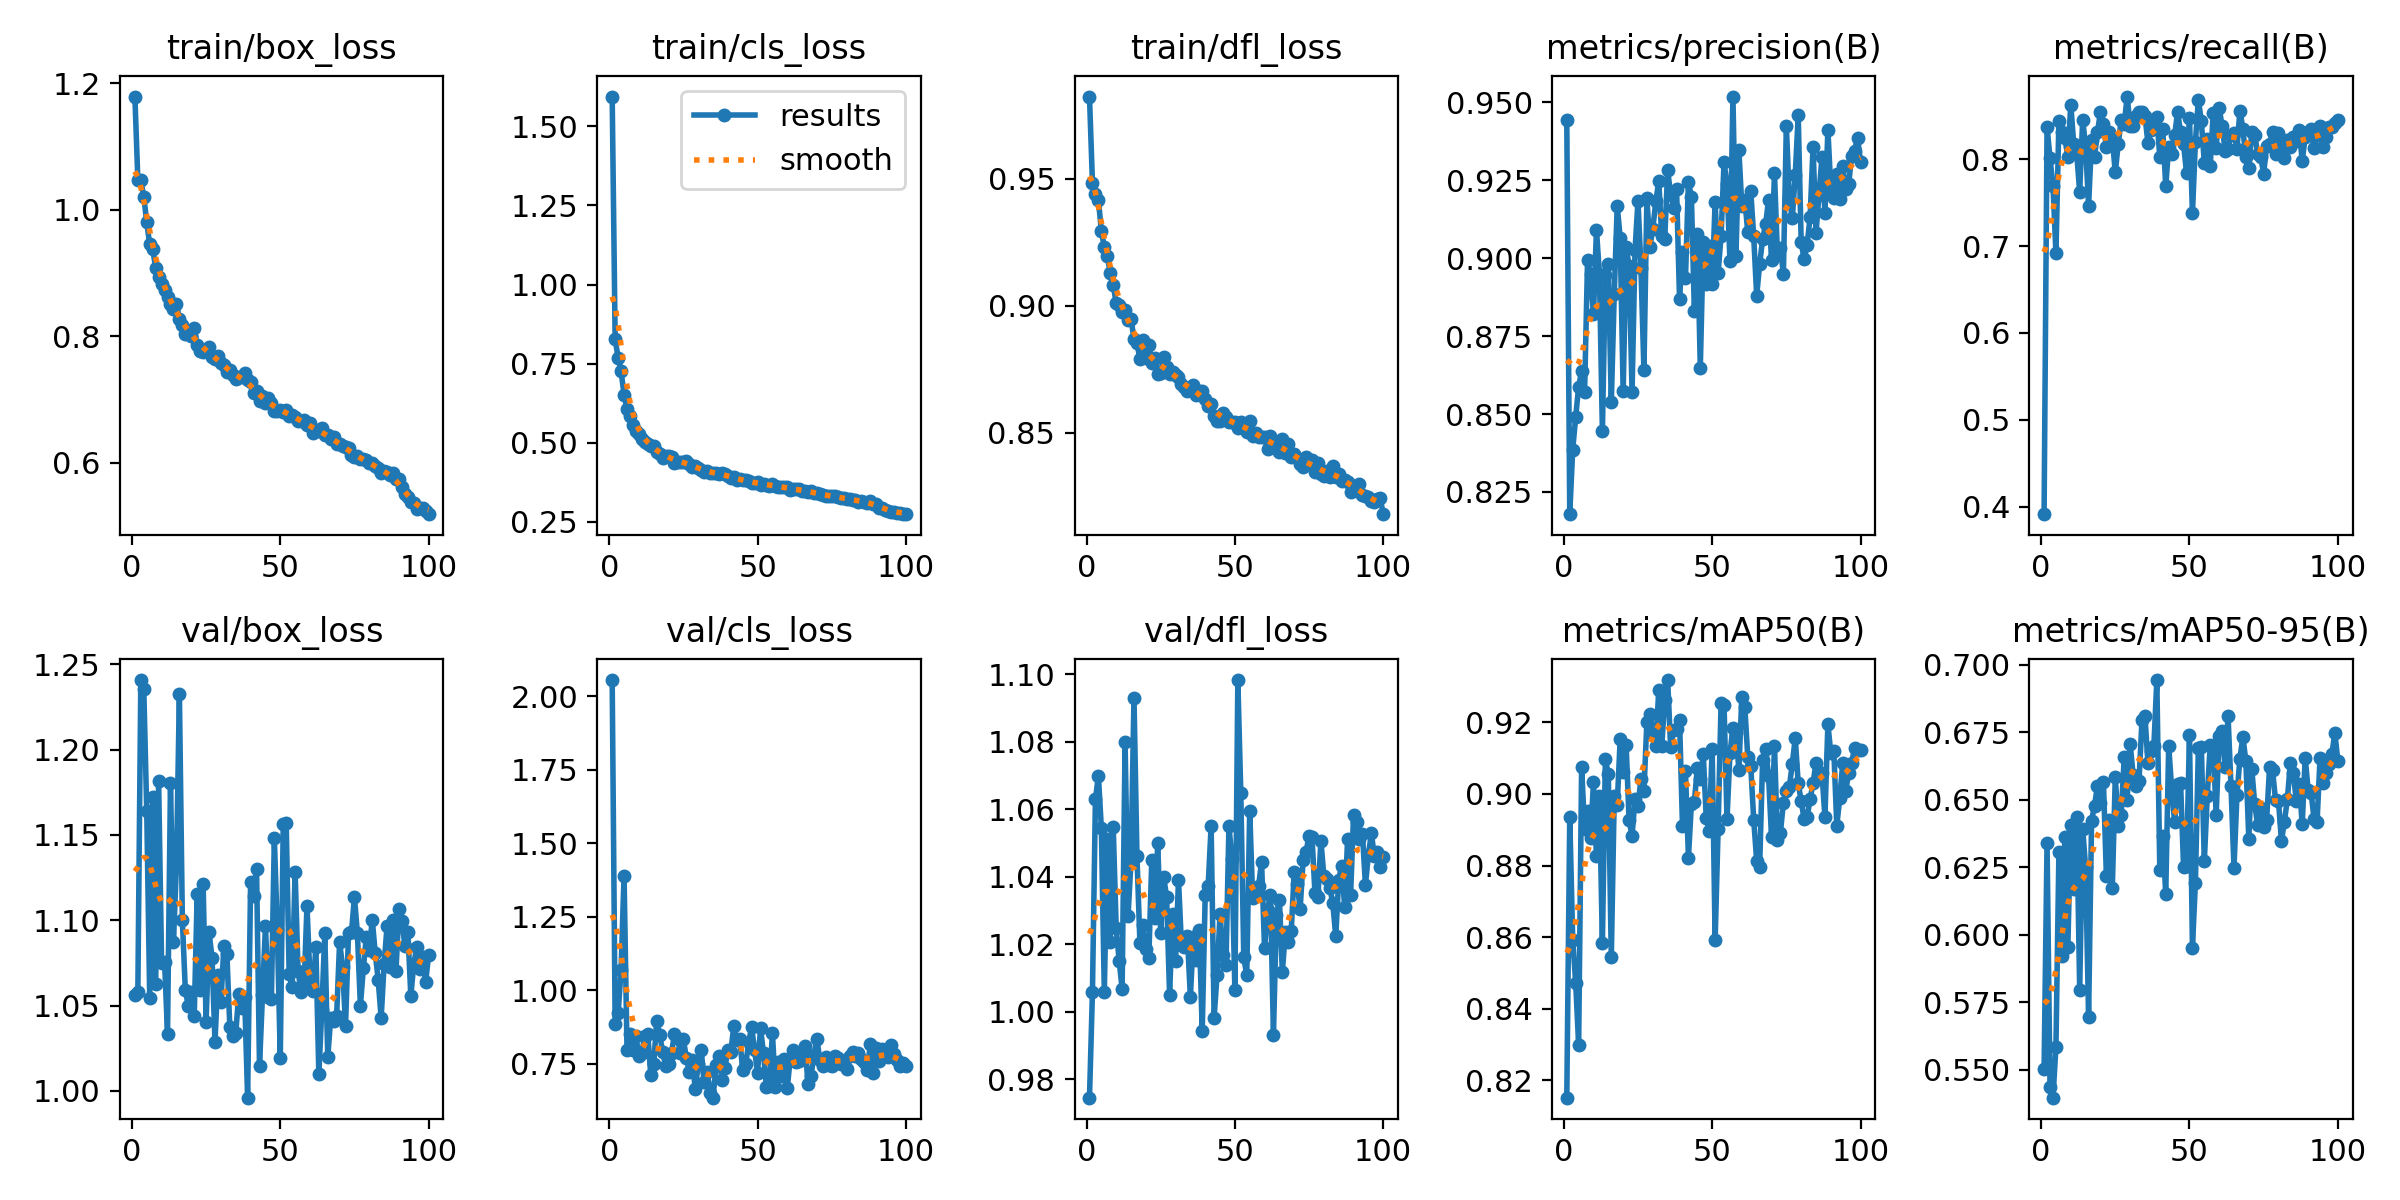 train/box_loss
1.2
1.0
0.8
0.6
0 50 100
train/cls_loss
results
smooth
1.50
1.25
1.00
0.75
0.50
0.25
0 50 100
train/dfl_loss
0.95
0.90
0.85
0 50 100
metrics/precision(B)
0.950
0.925
0.900
0.875
0.850
0.825
0 50 100
metrics/recall(B)
0.8
0.7
0.6
0.5
0.4
0 50 100
val/box_loss
1.25
1.20
1.15
1.10
1.05
1.00
0 50 100
val/cls_loss
2.00
1.75
1.50
1.25
1.00
0.75
0 50 100
val/dfl_loss
1.10
1.08
1.06
1.04
1.02
1.00
0.98
0 50 100
metrics/mAP50(B)
0.92
0.90
0.88
0.86
0.84
0.82
0 50 100
metrics/mAP50-95(B)
0.700
0.675
0.650
0.625
0.600
0.575
0.550
0 50 100